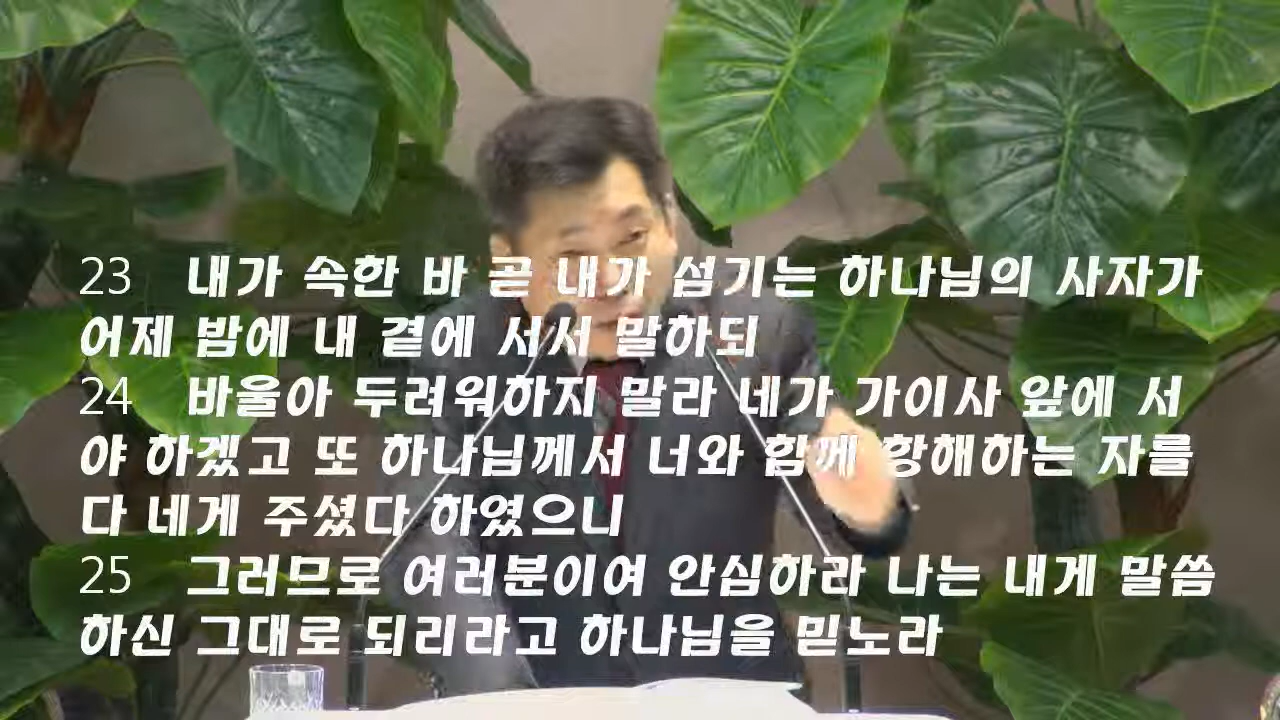 23 내가 속한 바 곧 내가 섬기는 하나님의 사자가
어제 밤에 내 곁에 서서 말하되
24 바울아 두려워하지 말라 네가 가이사 앞에 서
야 하겠고 또 하나님께서 너와 함께 항해하는 자를
다 네게 주셨다 하였으니
25 그러므로 여러분이여 안심하라 나는 내게 말씀
하신 그대로 되리라고 하나님을 믿노라